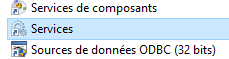 Services de composants
Services
Sources de données ODBC (32 bits)